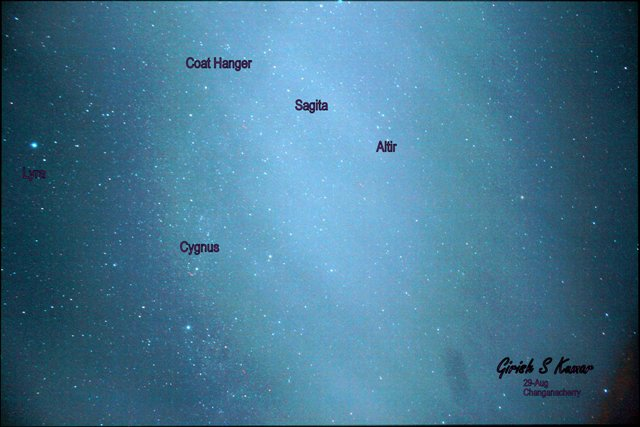 Coat Hanger
Sagita
Altir
Lyra
Cygnus
Girish S Kumar
29-Aug
Changanacherry